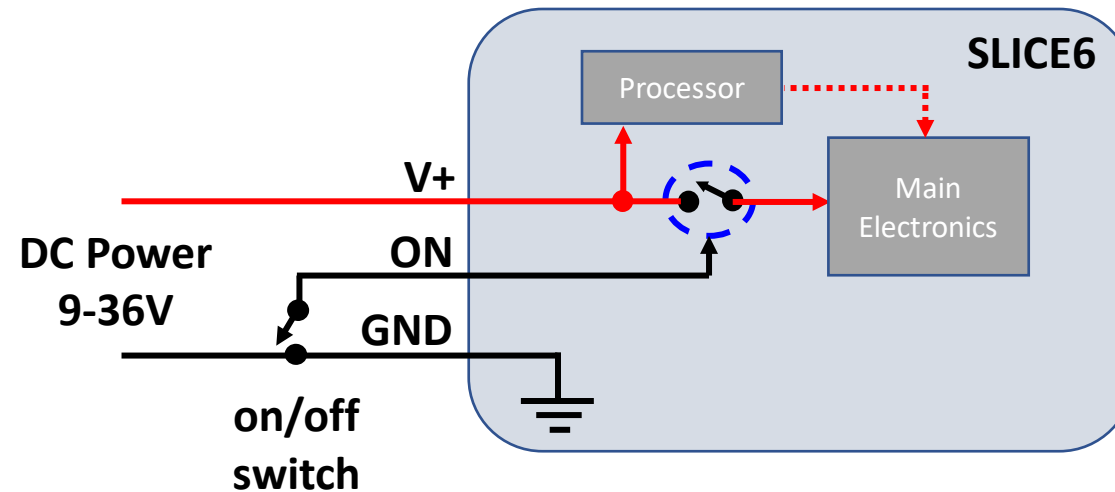 SLICE6
Processor
V+
Main
Electronics
DC Power
9-36V
ON
GND
on/off
switch